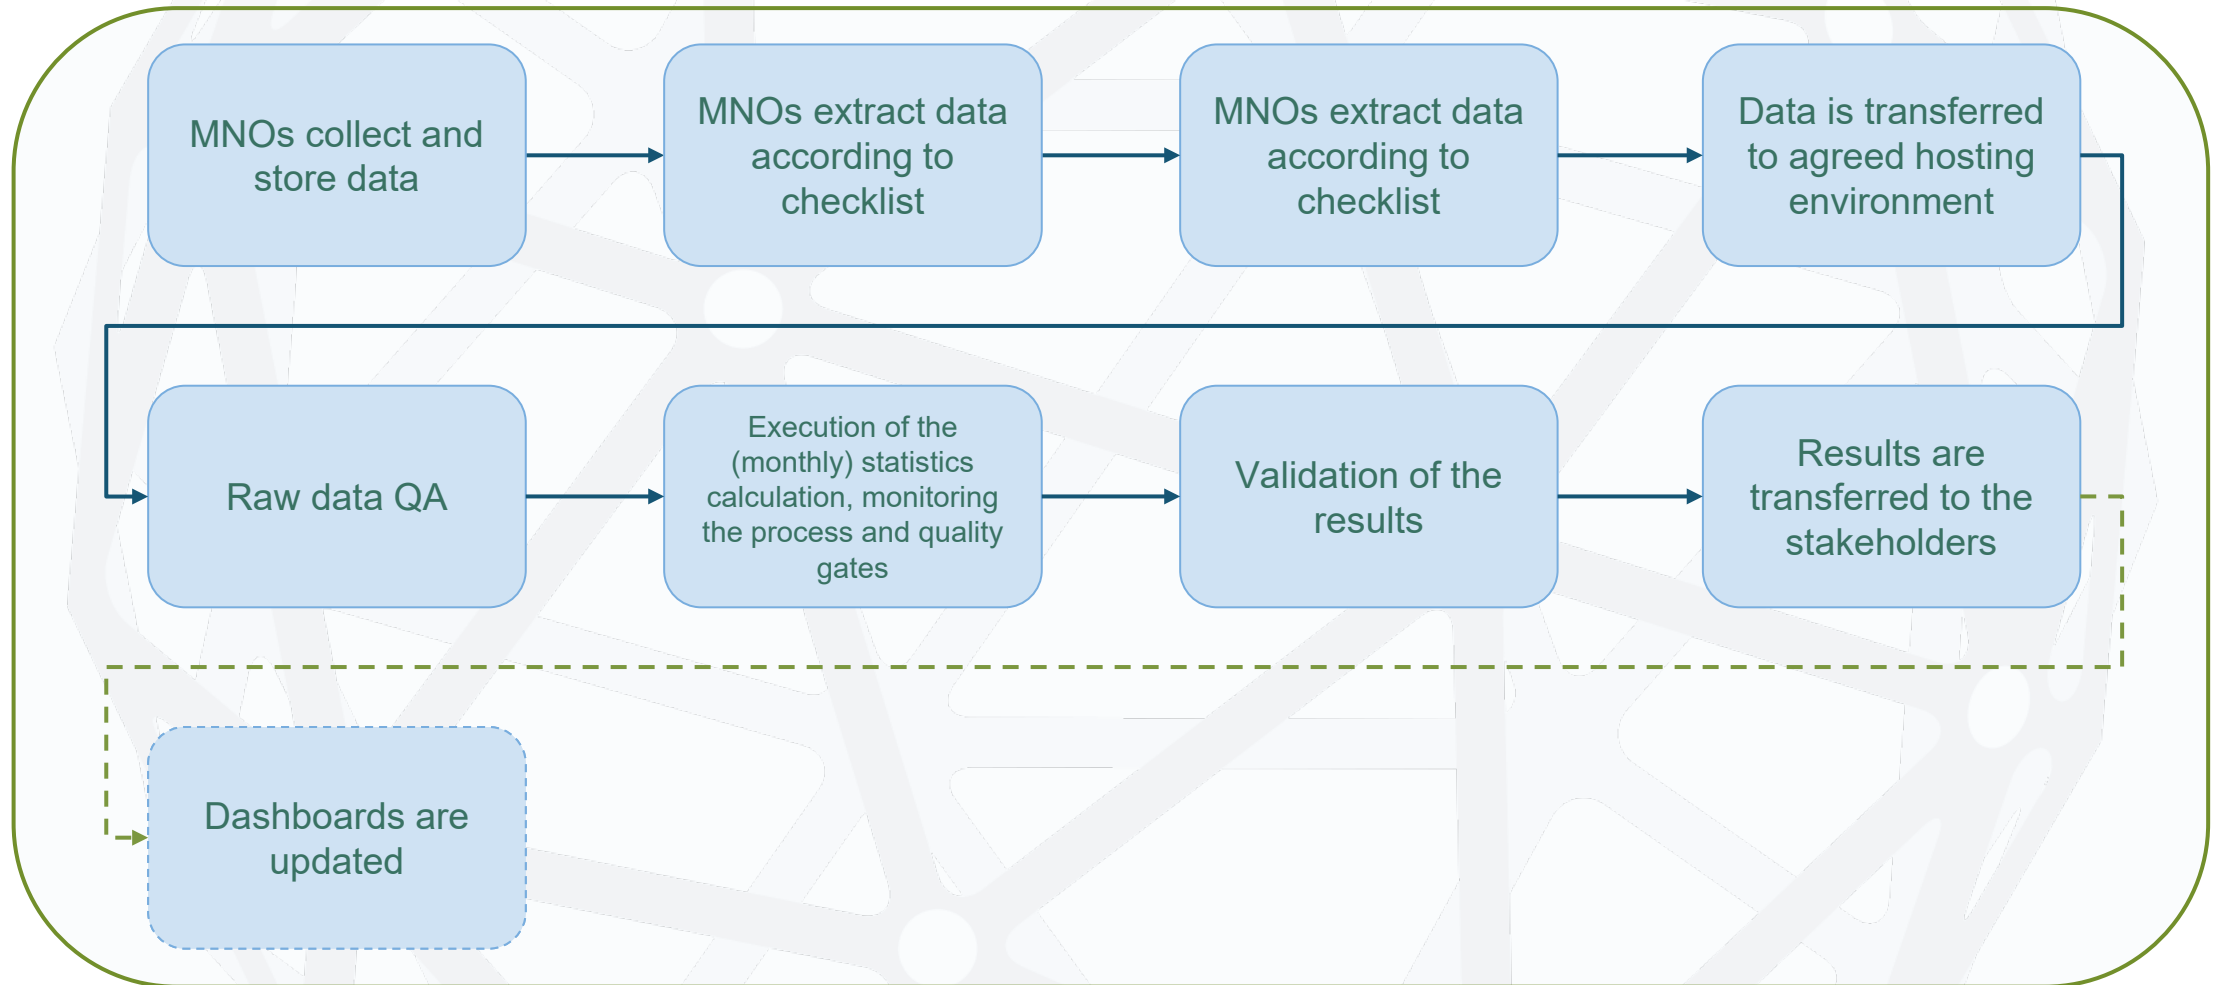 MNOs collect and
store data
MNOs extract data
according to
checklist
MNOs extract data
according to
checklist
Data is transferred
to agreed hosting
environment
Raw data QA
Execution of the
(monthly) statistics
calculation, monitoring
the process and quality
gates
Validation of the
results
Results are
transferred to the
stakeholders
Dashboards are
updated